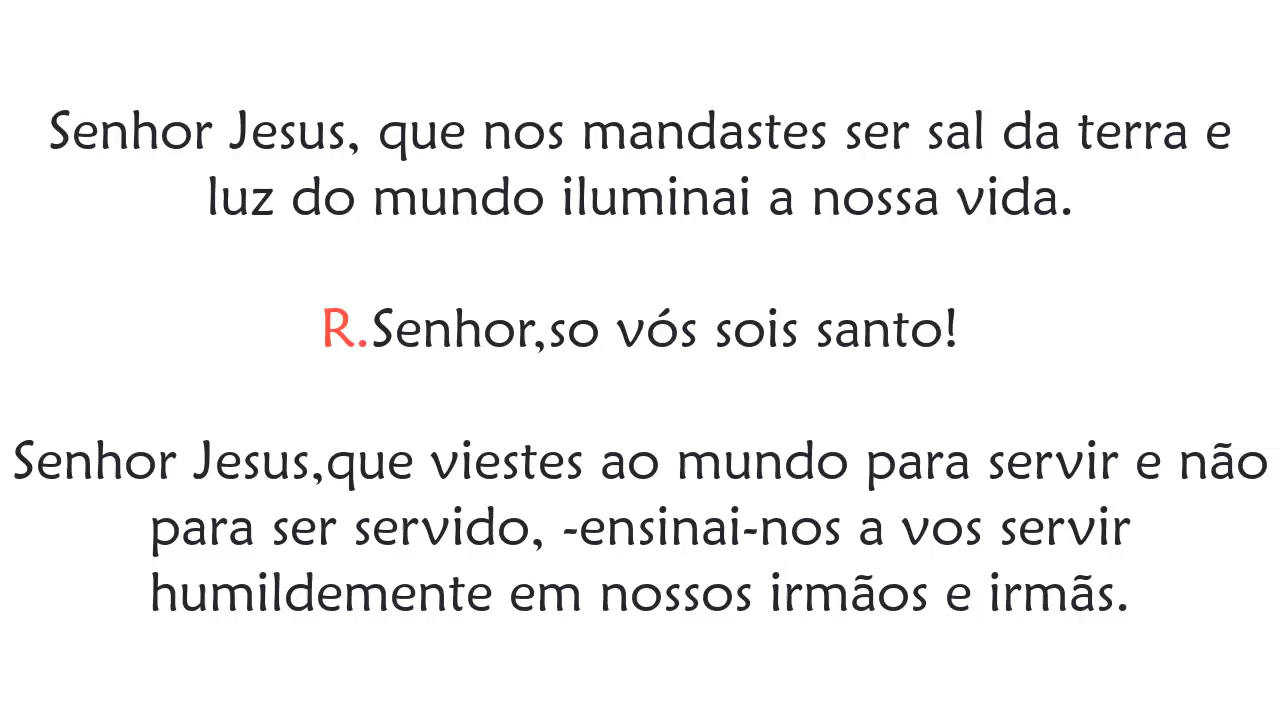 Senhor Jesus, que nos mandastes ser sal da terra e
luz do mundo iluminai a nossa vida.
R.Senhor,so vós sois santo!
Senhor Jesus,que viestes ao mundo para servir e não
para ser servido, -ensinai-nos a vos servir
humildemente em nossos irmãos e irmãs.